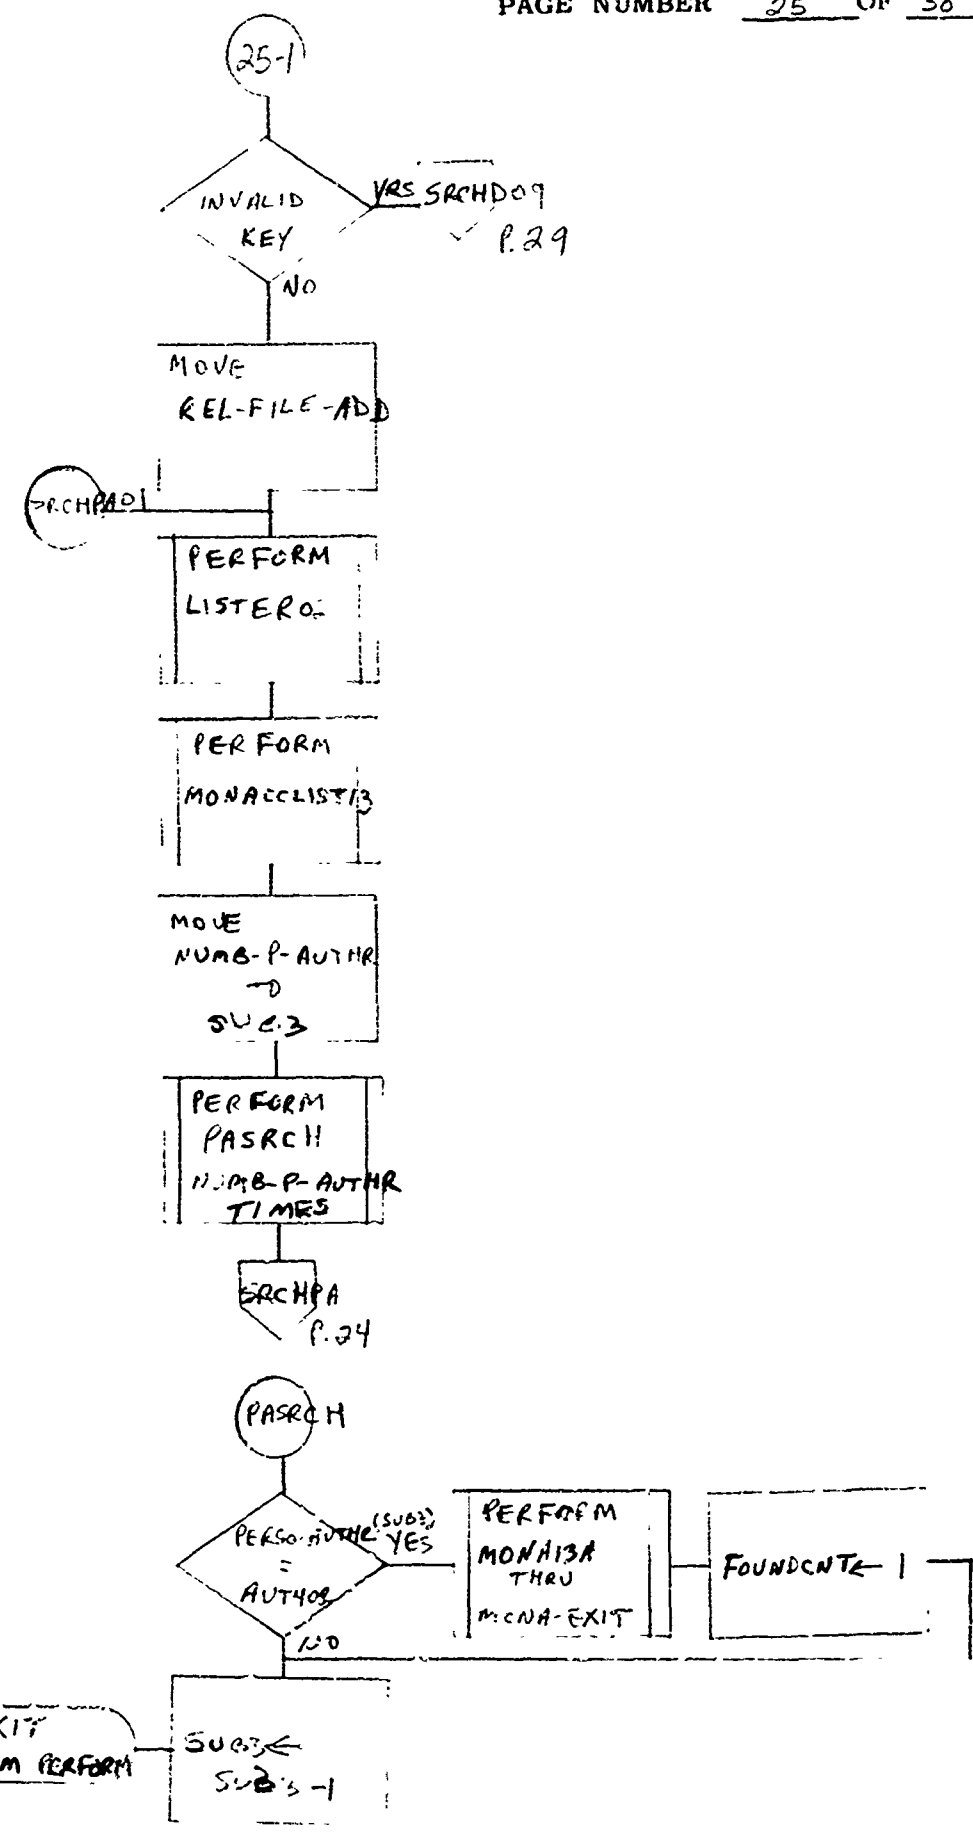 PAGE NUMBER 25 OF 38
25-1
INVALID
KEY
YES
SRCHD09
P.29
NO
MOVE
REL-FILE-ADD
SRCHPA01
PERFORM
PERFORM
MONACCLIST13
MOVE
NUMB-P-AUTHR
TO
SUB3
PERFORM
PASRCH
NUMB-P-AUTHR
TIMES
SRCHPA
P.24
PASRCH
PERSO-AUTHR (SUB3)
=
AUTHOR
YES
NO
PERFORM
MONA13A
THRU
MONA-EXIT
FOUNDCNT ← 1
SUB3 ←
SUB3 -1
PERFORM